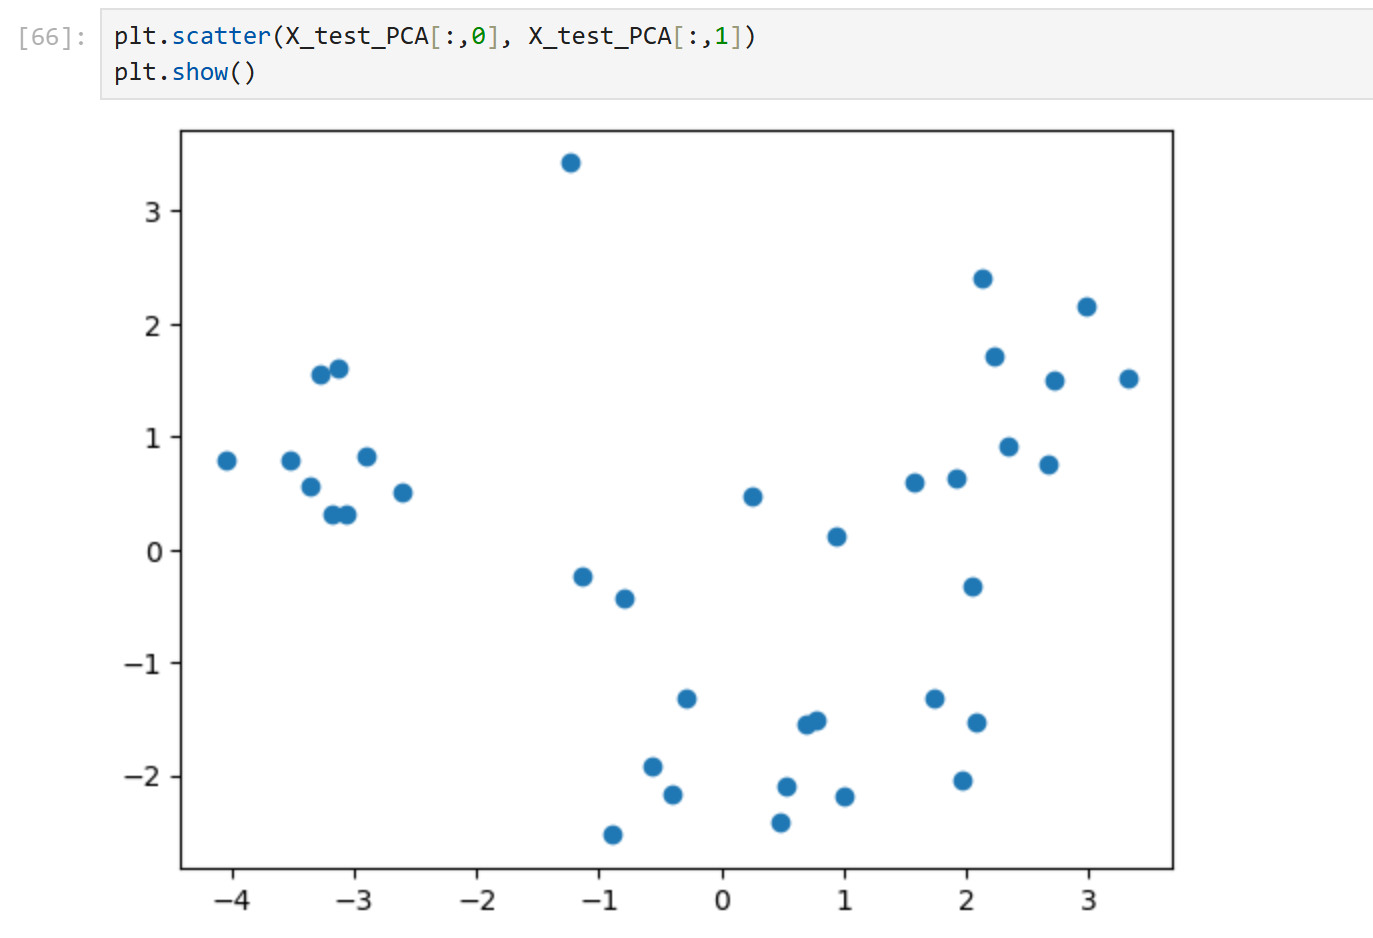 [66]: plt.scatter(X_test_PCA[:,0], X_test_PCA[:,1])
plt.show()
3
2
1
0
−1
−2
−4 −3 −2 −1 0 1 2 3